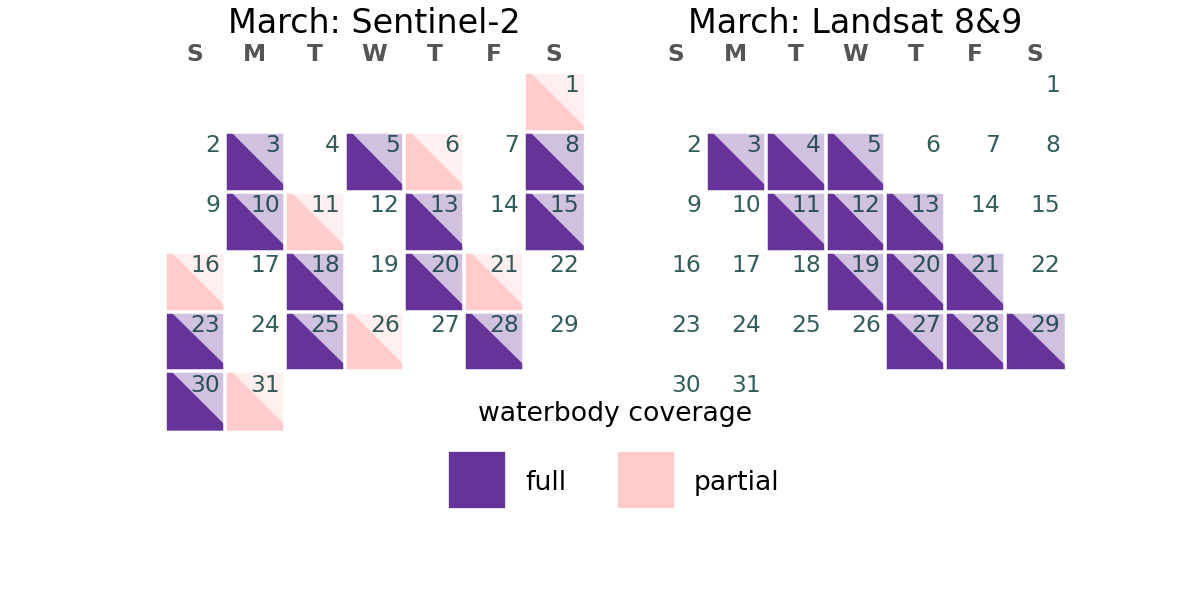 March: Sentinel-2
S M T W T F S
1
2 3 4 5 6 7 8
9 10 11 12 13 14 15
16 17 18 19 20 21 22
23 24 25 26 27 28 29
30 31
March: Landsat 8&9
S M T W T F S
1
2 3 4 5 6 7 8
9 10 11 12 13 14 15
16 17 18 19 20 21 22
23 24 25 26 27 28 29
30 31
waterbody coverage
full partial